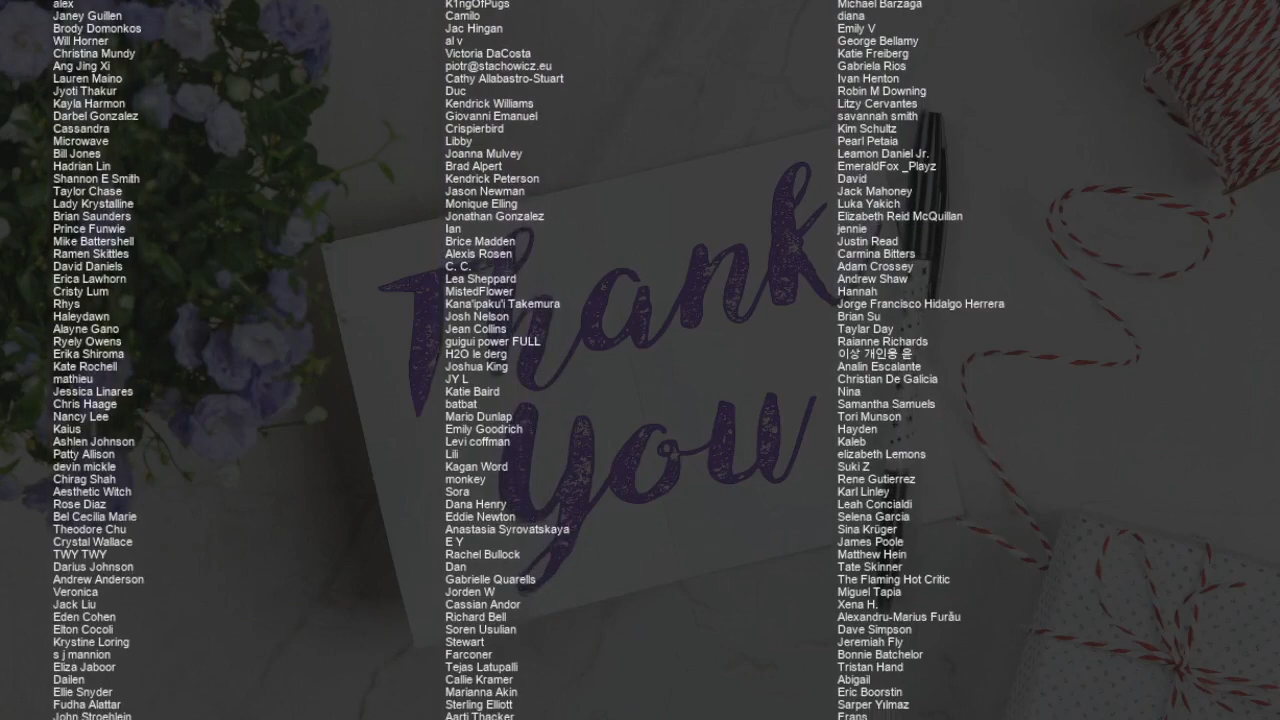 alex
Janey Guillen
Brody Domonkos
Will Horner
Christina Mundy
Ang Jing Xi
Lauren Maino
Jyoti Thakur
Kayla Harmon
Darbel Gonzalez
Cassandra
Microwave
Bill Jones
Hadrian Lin
Shannon E Smith
Taylor Chase
Lady Krystalline
Brian Saunders
Prince Funwie
Mike Battershell
Ramen Skittles
David Daniels
Erica Lawhorn
Cristy Lum
Rhys
Haleydawn
Alayne Gano
Ryely Owens
Erika Shiroma
Kate Rochell
mathieu
Jessica Linares
Chris Haage
Nancy Lee
Kaius
Ashlen Johnson
Patty Allison
devin mickle
Chirag Shah
Aesthetic Witch
Rose Diaz
Bel Cecilia Marie
Theodore Chu
Crystal Wallace
TWY TWY
Darius Johnson
Andrew Anderson
Veronica
Jack Liu
Eden Cohen
Elton Cocoli
Krystine Loring
s j mannion
Eliza Jaboor
Dailen
Ellie Snyder
Fudha Alattar
John Stroehlein
K1ngOfPugs
Camilo
Jac Hingan
al v
Victoria DaCosta
piotr@stachowicz.eu
Cathy Allabastro-Stuart
Duc
Kendrick Williams
Giovanni Emanuel
Crispierbird
Libby
Joanna Mulvey
Brad Alpert
Kendrick Peterson
Jason Newman
Monique Elling
Jonathan Gonzalez
Ian
Brice Madden
Alexis Rosen
C. C.
Lea Sheppard
MistedFlower
Kana'ipaku'i Takemura
Josh Nelson
Jean Collins
guigui power FULL
H2O le derg
Joshua King
JY L
Katie Baird
batbat
Mario Dunlap
Emily Goodrich
Levi coffman
Lili
Kagan Word
monkey
Sora
Dana Henry
Eddie Newton
Anastasia Syrovatskaya
E Y
Rachel Bullock
Dan
Gabrielle Quarells
Jorden W
Cassian Andor
Richard Bell
Soren Usulian
Stewart
Farconer
Tejas Latupalli
Callie Kramer
Marianna Akin
Sterling Elliott
Aarti Thacker
Michael Barzaga
diana
Emily V
George Bellamy
Katie Freiberg
Gabriela Rios
Ivan Henton
Robin M Downing
Litzy Cervantes
savannah smith
Kim Schultz
Pearl Petaia
Leamon Daniel Jr.
EmeraldFox _Playz
David
Jack Mahoney
Luka Yakich
Elizabeth Reid McQuillan
jennie
Justin Read
Carmina Bitters
Adam Crossey
Andrew Shaw
Hannah
Jorge Francisco Hidalgo Herrera
Brian Su
Taylar Day
Raianne Richards
이상 개인용 윤
Analin Escalante
Christian De Galicia
Nina
Samantha Samuels
Tori Munson
Hayden
Kaleb
elizabeth Lemons
Suki Z
Rene Gutierrez
Karl Linley
Leah Concialdi
Selena Garcia
Sina Krüger
James Poole
Matthew Hein
Tate Skinner
The Flaming Hot Critic
Miguel Tapia
Xena H.
Alexandru-Marius Furău
Dave Simpson
Jeremiah Fly
Bonnie Batchelor
Tristan Hand
Abigail
Eric Boorstin
Sarper Yılmaz
Frans
Thank
you